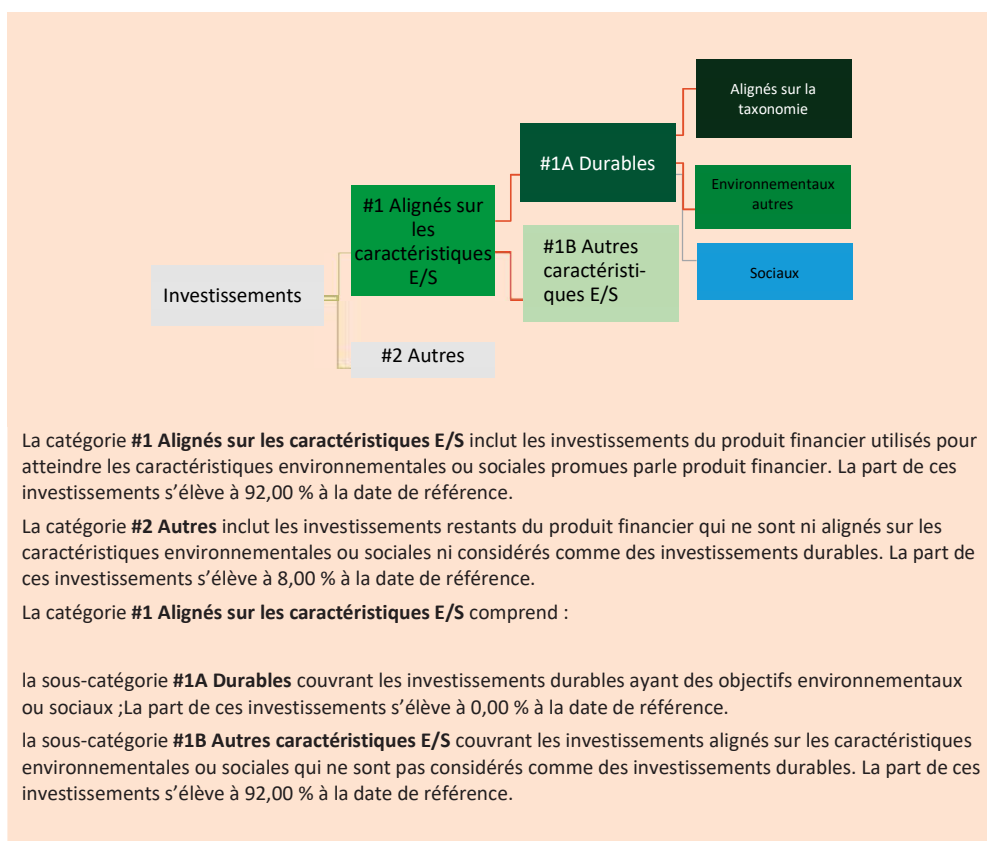 Alignés sur la
taxonomie
#1A Durables
Environnementaux
autres
#1 Alignés sur
les
caractéristiques
E/S
#1B Autres
caractéristi-
ques E/S
Sociaux
Investissements
#2 Autres
La catégorie #1 Alignés sur les caractéristiques E/S inclut les investissements du produit financier utilisés pour
atteindre les caractéristiques environnementales ou sociales promues parle produit financier. La part de ces
investissements s’élève à 92,00 % à la date de référence.
La catégorie #2 Autres inclut les investissements restants du produit financier qui ne sont ni alignés sur les
caractéristiques environnementales ou sociales ni considérés comme des investissements durables. La part de
ces investissements s’élève à 8,00 % à la date de référence.
La catégorie #1 Alignés sur les caractéristiques E/S comprend :
la sous-catégorie #1A Durables couvrant les investissements durables ayant des objectifs environnementaux
ou sociaux ;La part de ces investissements s’élève à 0,00 % à la date de référence.
la sous-catégorie #1B Autres caractéristiques E/S couvrant les investissements alignés sur les caractéristiques
environnementales ou sociales qui ne sont pas considérés comme des investissements durables. La part de ces
investissements s’élève à 92,00 % à la date de référence.